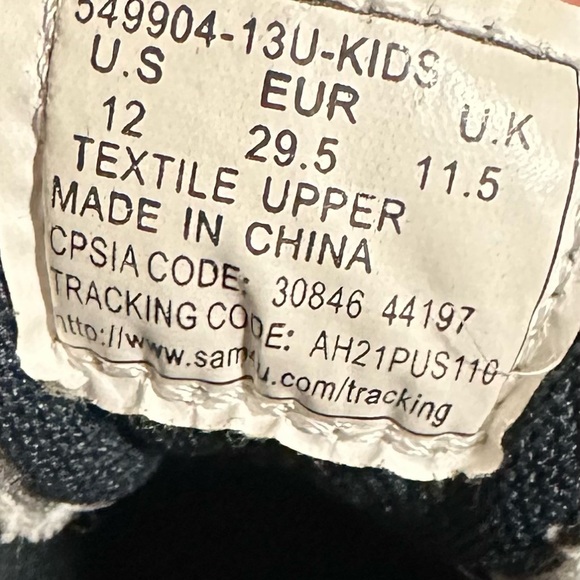 549904-13U-KIDS
U.S EUR U.K
12 29.5 11.5
TEXTILE UPPER
MADE IN CHINA
CPSIA CODE: 30846 44197
TRACKING CODE: AH21PUS110